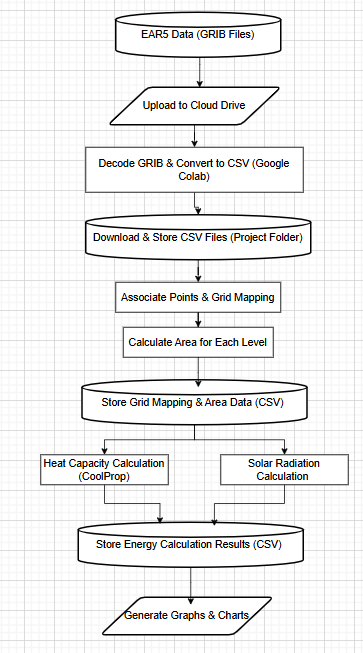 EAR5 Data (GRIB Files)
Upload to Cloud Drive
Decode GRIB & Convert to CSV (Google
Colab)
Download & Store CSV Files (Project Folder)
Associate Points & Grid Mapping
Calculate Area for Each Level
Store Grid Mapping & Area Data (CSV)
Heat Capacity Calculation
(CoolProp)
Solar Radiation
Calculation
Store Energy Calculation Results (CSV)
Generate Graphs & Charts